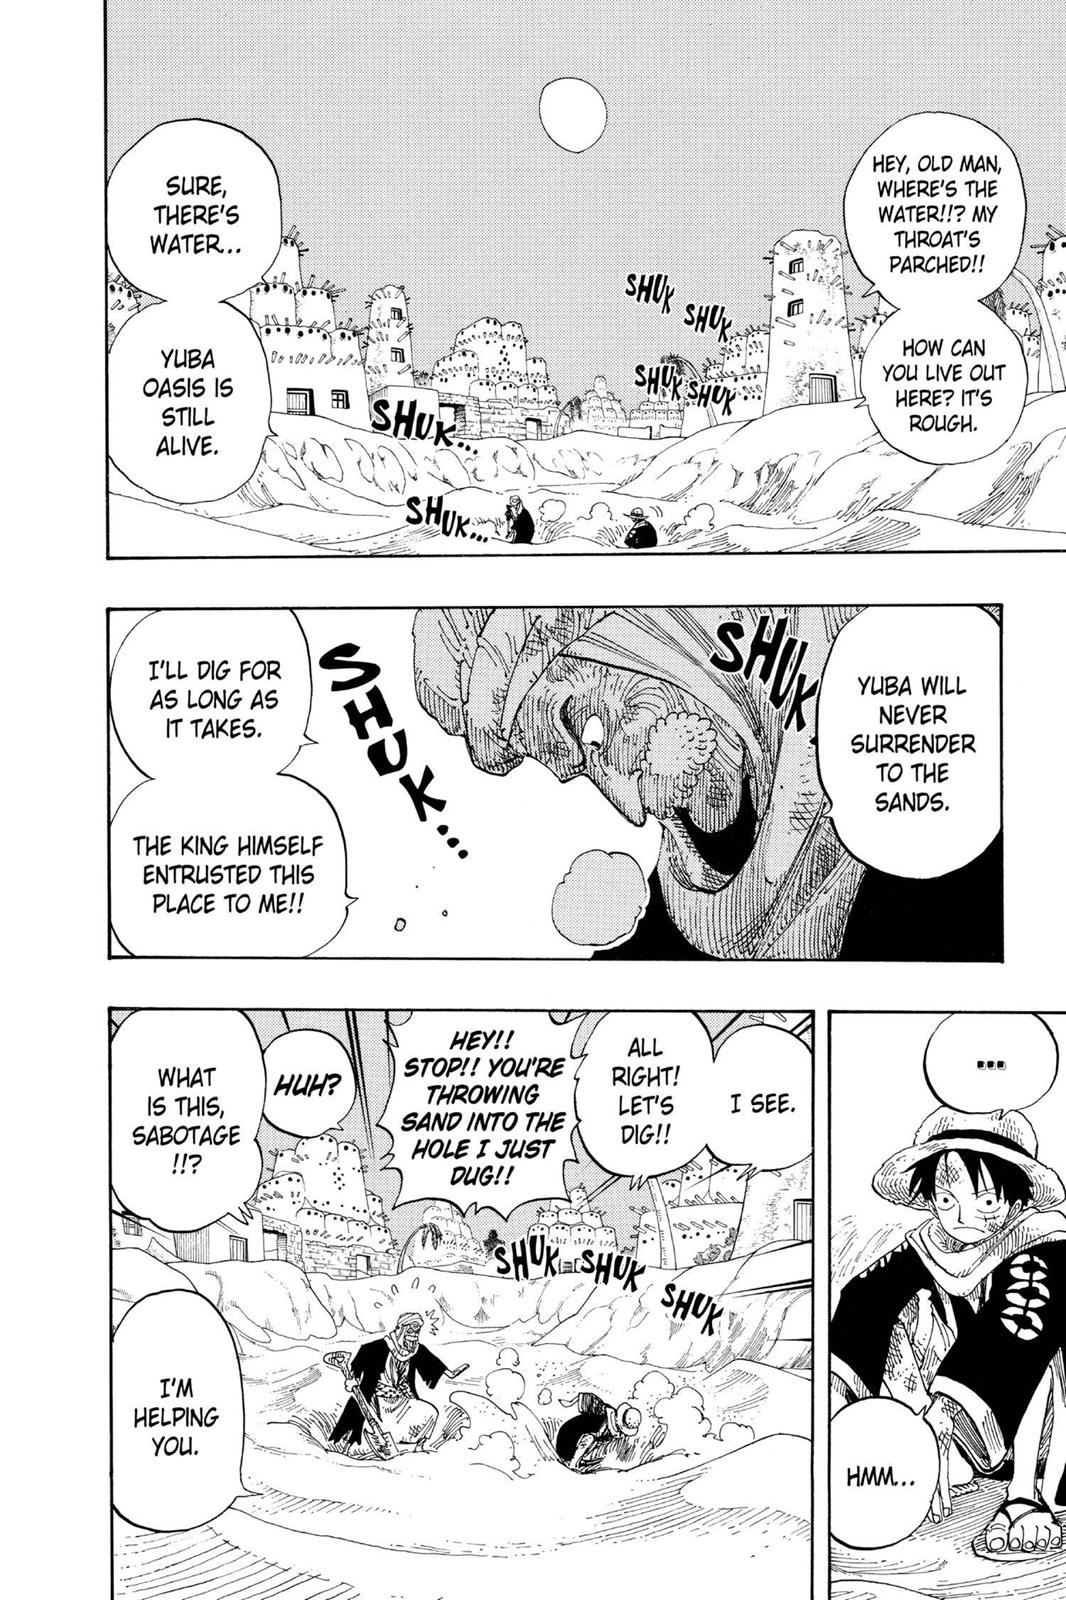 HEY, OLD MAN,
WHERE'S THE
WATER!!? MY
THROAT'S
PARCHED!!
HOW CAN
YOU LIVE OUT
HERE? IT'S
ROUGH.
SHUK
SHUK
SHUK
SHUK
SHUK...
SHUK...
SURE,
THERE'S
WATER...
YUBA
OASIS IS
STILL
ALIVE.
YUBA WILL
NEVER
SURRENDER
TO THE
SANDS.
SHUK...
SHUK...
I'LL DIG FOR
AS LONG AS
IT TAKES.
THE KING HIMSELF
ENTRUSTED THIS
PLACE TO ME!!
...
HMM...
I SEE.
ALL
RIGHT!
LET'S
DIG!!
HEY!!
STOP!! YOU'RE
THROWING
SAND INTO THE
HOLE I JUST
DUG!!
SHUK
SHUK
SHUK
HUH?
WHAT
IS THIS,
SABOTAGE
!!?
I'M
HELPING
YOU.